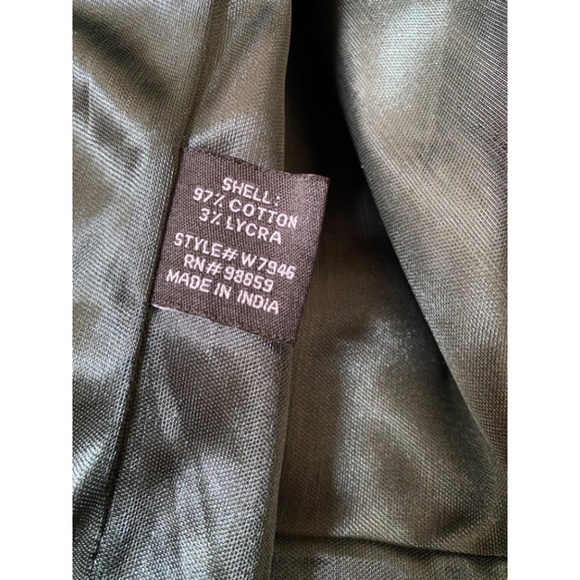 SHELL:
97% COTTON
3% LYCRA
STYLE# W7946
RN# 98859
MADE IN INDIA